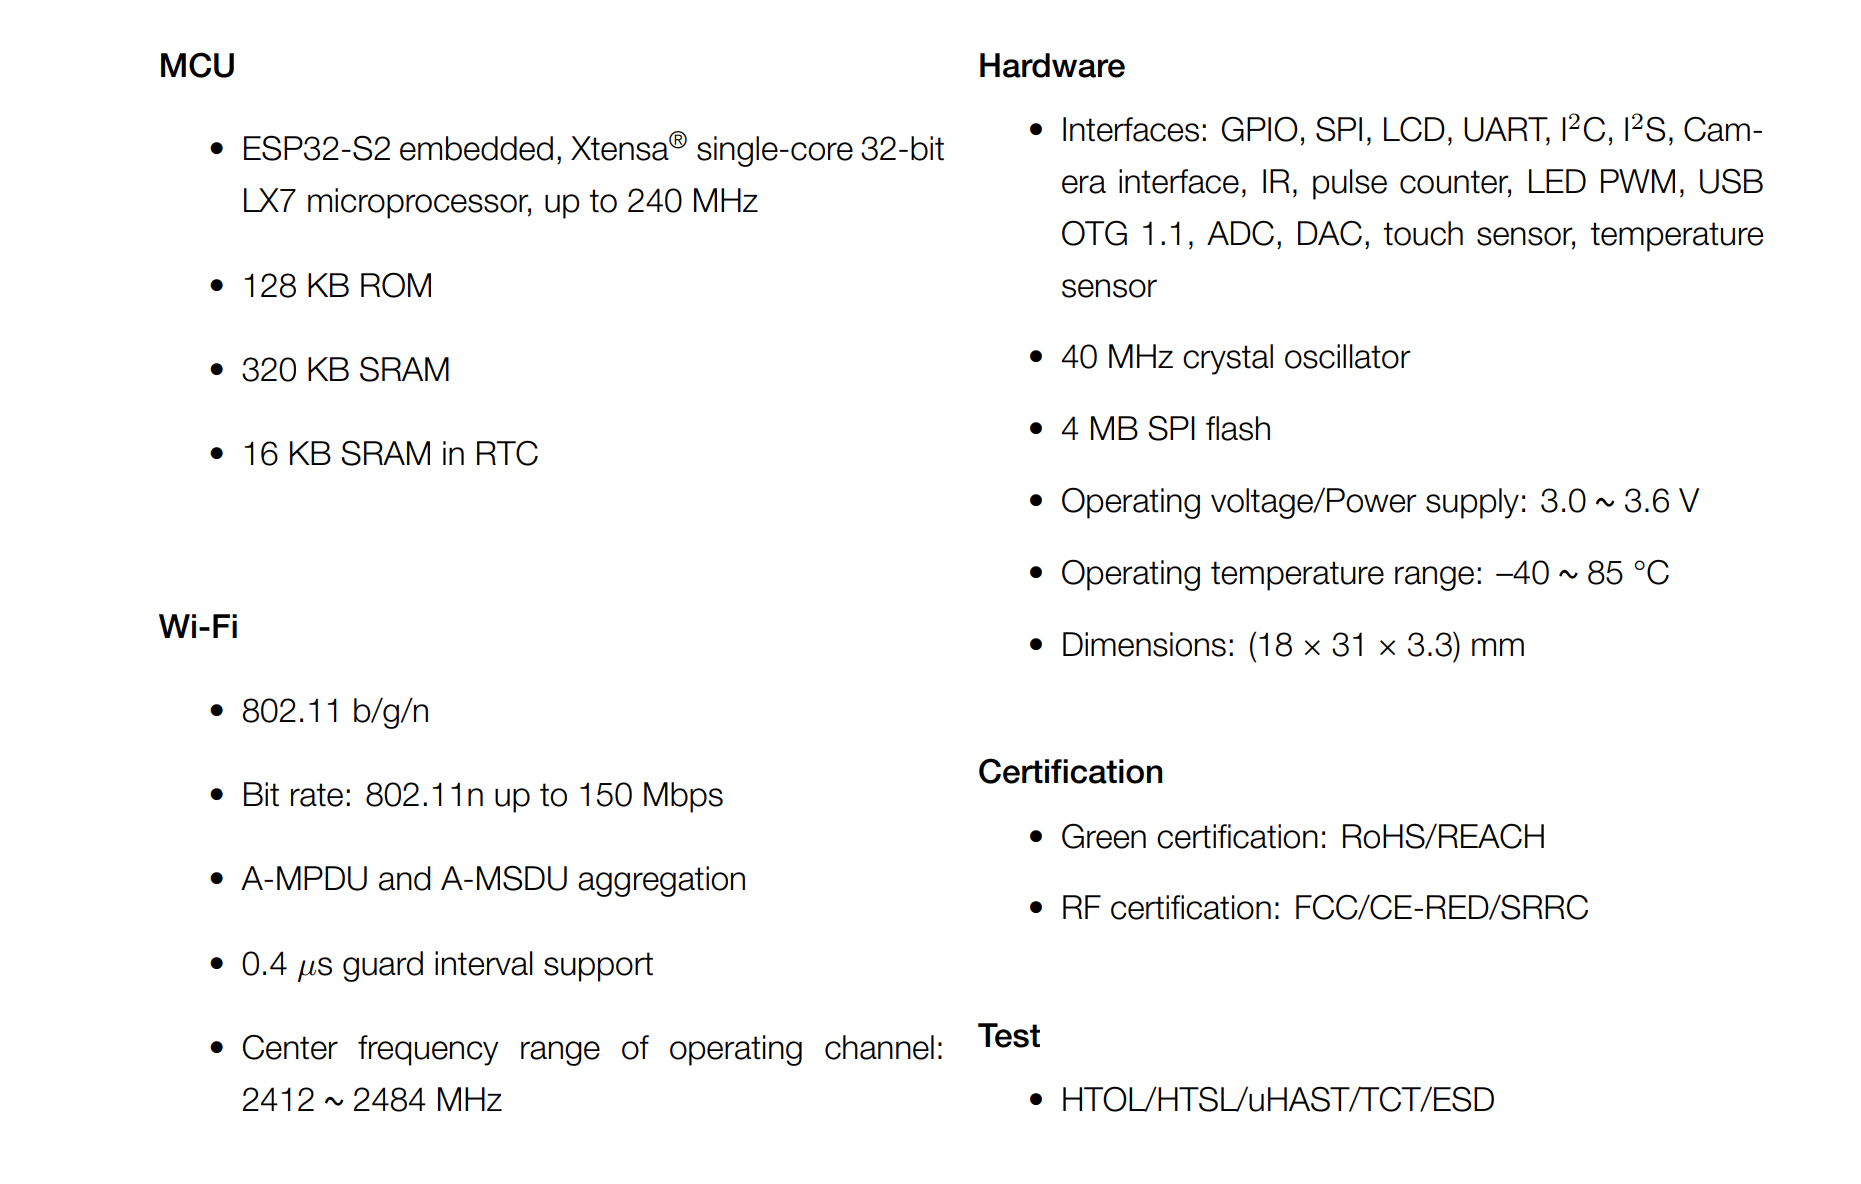 MCU
• ESP32-S2 embedded, Xtensa® single-core 32-bit
LX7 microprocessor, up to 240 MHz
• 128 KB ROM
• 320 KB SRAM
• 16 KB SRAM in RTC
Wi-Fi
• 802.11 b/g/n
• Bit rate: 802.11n up to 150 Mbps
• A-MPDU and A-MSDU aggregation
• 0.4 µs guard interval support
• Center frequency range of operating channel:
2412 ~ 2484 MHz
Hardware
• Interfaces: GPIO, SPI, LCD, UART, I²C, I²S, Cam-
era interface, IR, pulse counter, LED PWM, USB
OTG 1.1, ADC, DAC, touch sensor, temperature
sensor
• 40 MHz crystal oscillator
• 4 MB SPI flash
• Operating voltage/Power supply: 3.0 ~ 3.6 V
• Operating temperature range: –40 ~ 85 °C
• Dimensions: (18 × 31 × 3.3) mm
Certification
• Green certification: RoHS/REACH
• RF certification: FCC/CE-RED/SRRC
Test
• HTOL/HTSL/uHAST/TCT/ESD